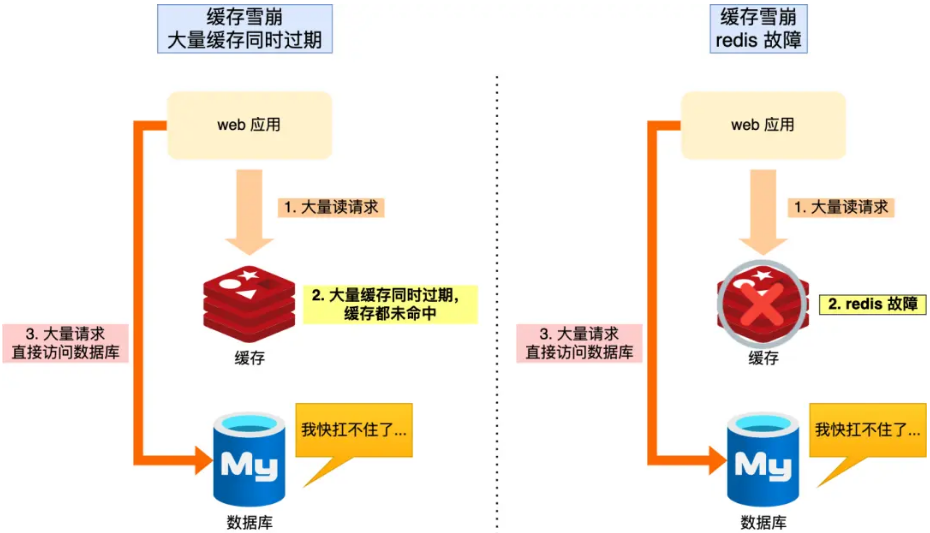 缓存雪崩
大量缓存同时过期
web 应用
1. 大量读请求
2. 大量缓存同时过期，
缓存都未命中
缓存
3. 大量请求
直接访问数据库
我快扛不住了...
My
数据库
缓存雪崩
redis 故障
web 应用
1. 大量读请求
2. redis 故障
缓存
3. 大量请求
直接访问数据库
我快扛不住了...
My
数据库